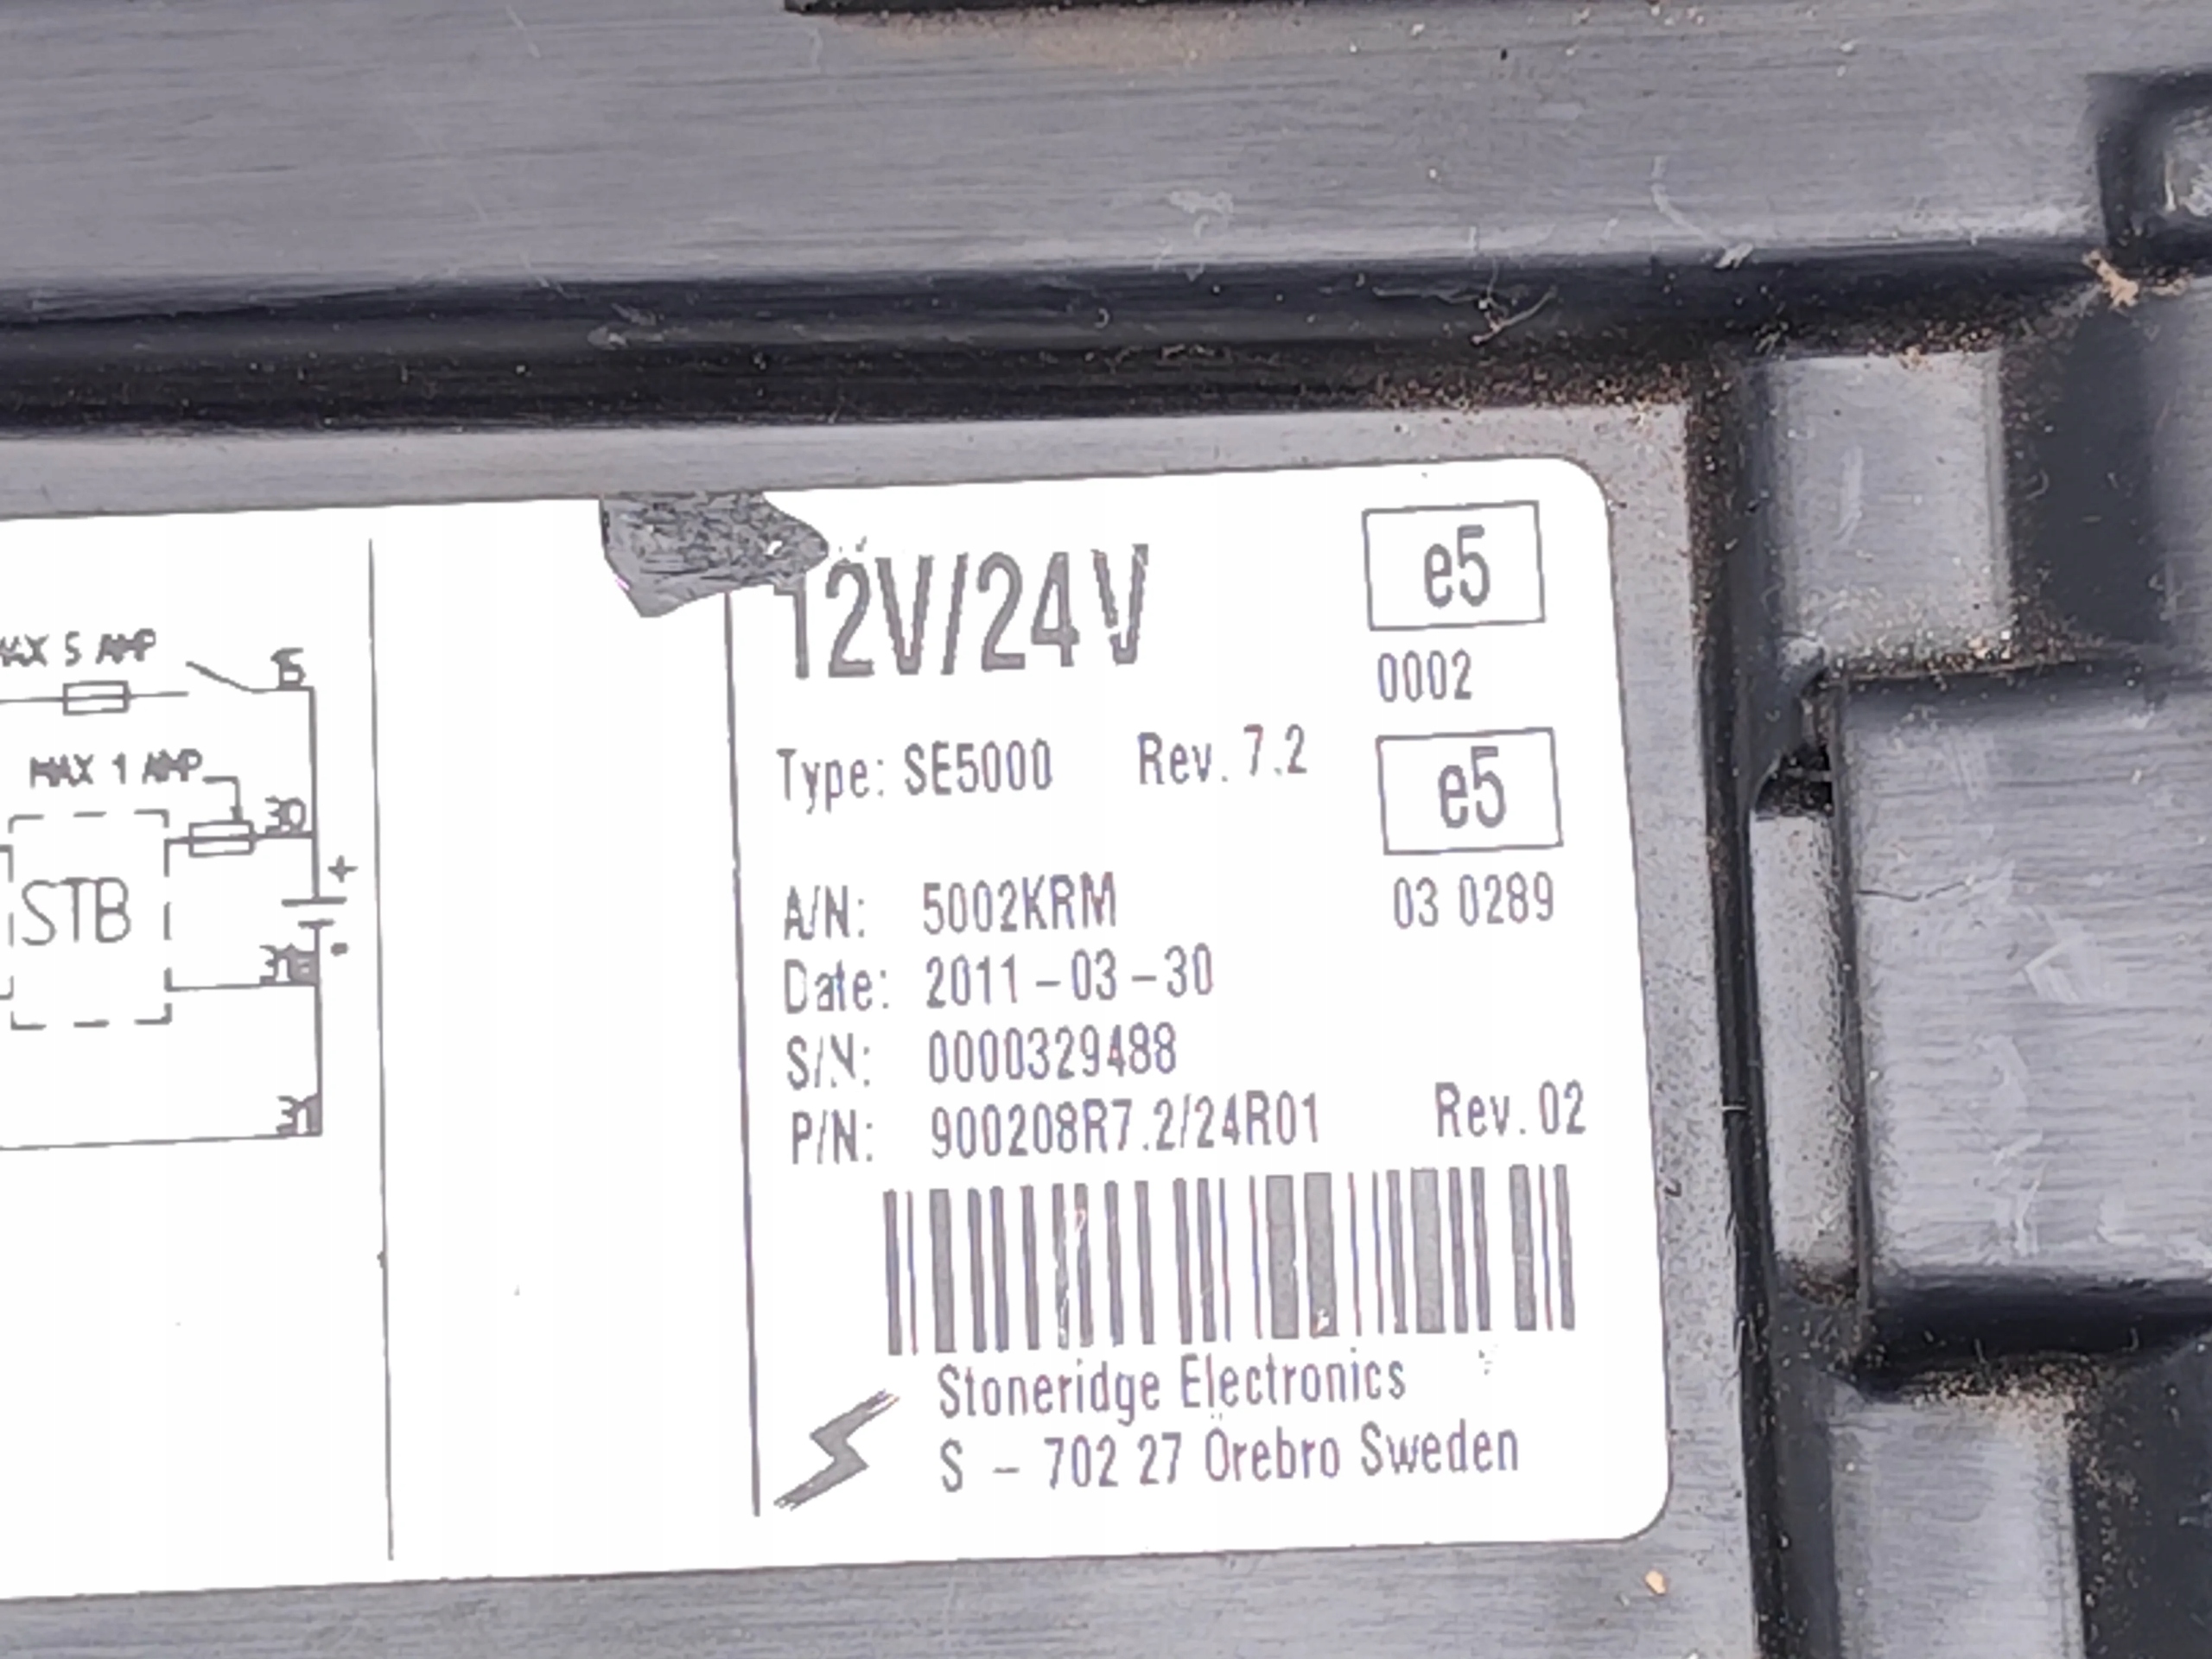 5 AMP
15
MAX 1 AMP
30
STB
+
-
31
12V/24V
e5
0002
Type: SE5000 Rev. 7.2
e5
A/N: 5002KRM
03 0289
Date: 2011-03-30
S/N: 0000329488
P/N: 900208R7.2/24R01 Rev. 02
Stoneridge Electronics
S - 702 27 Örebro Sweden